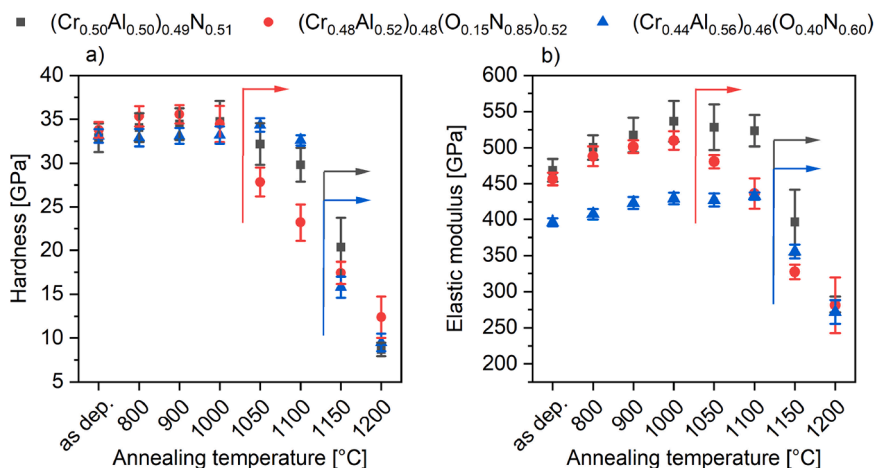 (Cr0.50Al0.50)0.49N0.51 (Cr0.48Al0.52)0.48(O0.15N0.85)0.52 (Cr0.44Al0.56)0.46(O0.40N0.60)
a)
Hardness [GPa]
40
35
30
25
20
15
10
5
as dep. 800 900 1000 1050 1100 1150 1200
Annealing temperature [°C]
b)
Elastic modulus [GPa]
600
550
500
450
400
350
300
250
as dep. 800 900 1000 1050 1100 1150 1200
Annealing temperature [°C]